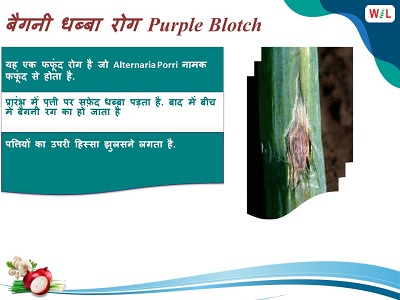 बैगनी धब्बा रोग Purple Blotch
W L
यह एक फफूंद रोग है जो Alternaria Porri नामक
फफूंद से होता है.
प्रारंभ में पत्ती पर सफ़ेद धब्बा पड़ता है. बाद में बीच
में बैगनी रंग का हो जाता है
पत्तियों का उपरी हिस्सा झुलसने लगता है.